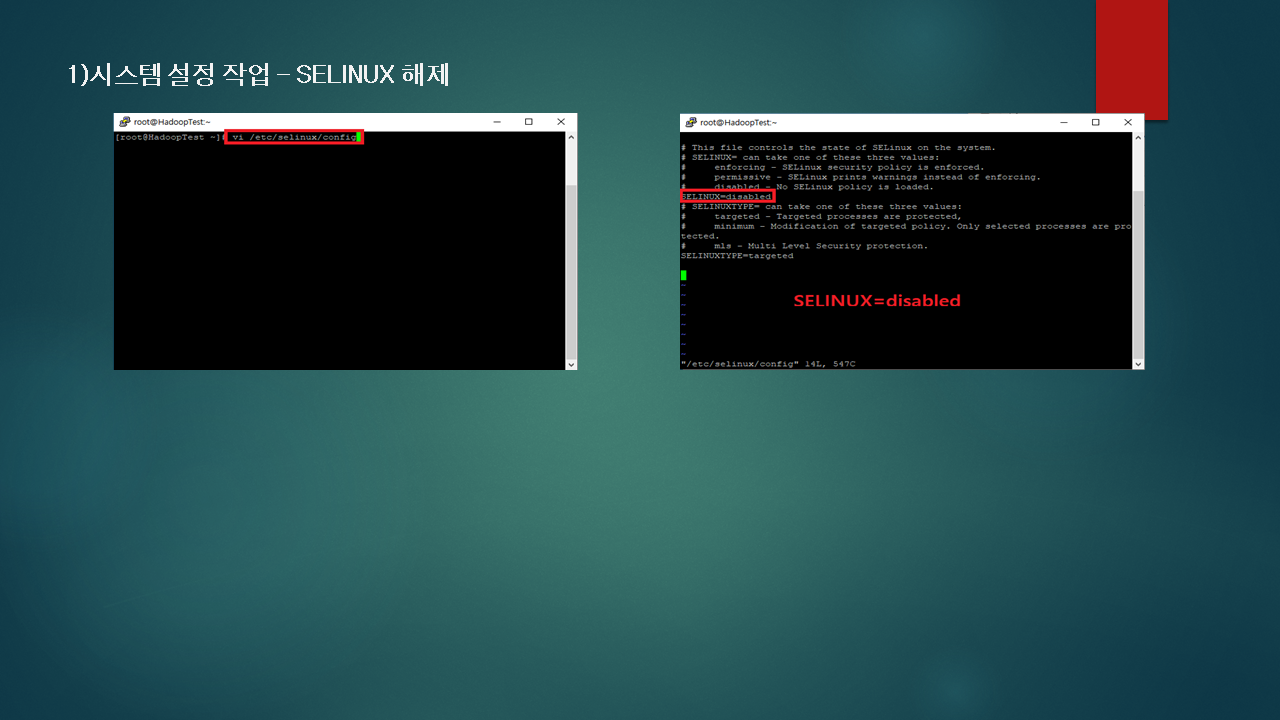 1)시스템 설정 작업 – SELINUX 해제
root@HadoopTest:~
[root@HadoopTest ~]# vi /etc/selinux/config
root@HadoopTest:~
# This file controls the state of SELinux on the system.
# SELINUX= can take one of these three values:
#     enforcing - SELinux security policy is enforced.
#     permissive - SELinux prints warnings instead of enforcing.
#     disabled - No SELinux policy is loaded.
SELINUX=disabled
# SELINUXTYPE= can take one of these three values:
#     targeted - Targeted processes are protected,
#     minimum - Modification of targeted policy. Only selected processes are pro
tected.
#     mls - Multi Level Security protection.
SELINUXTYPE=targeted
~
~
~
~
~
~
~
~
SELINUX=disabled
"/etc/selinux/config" 14L, 547C